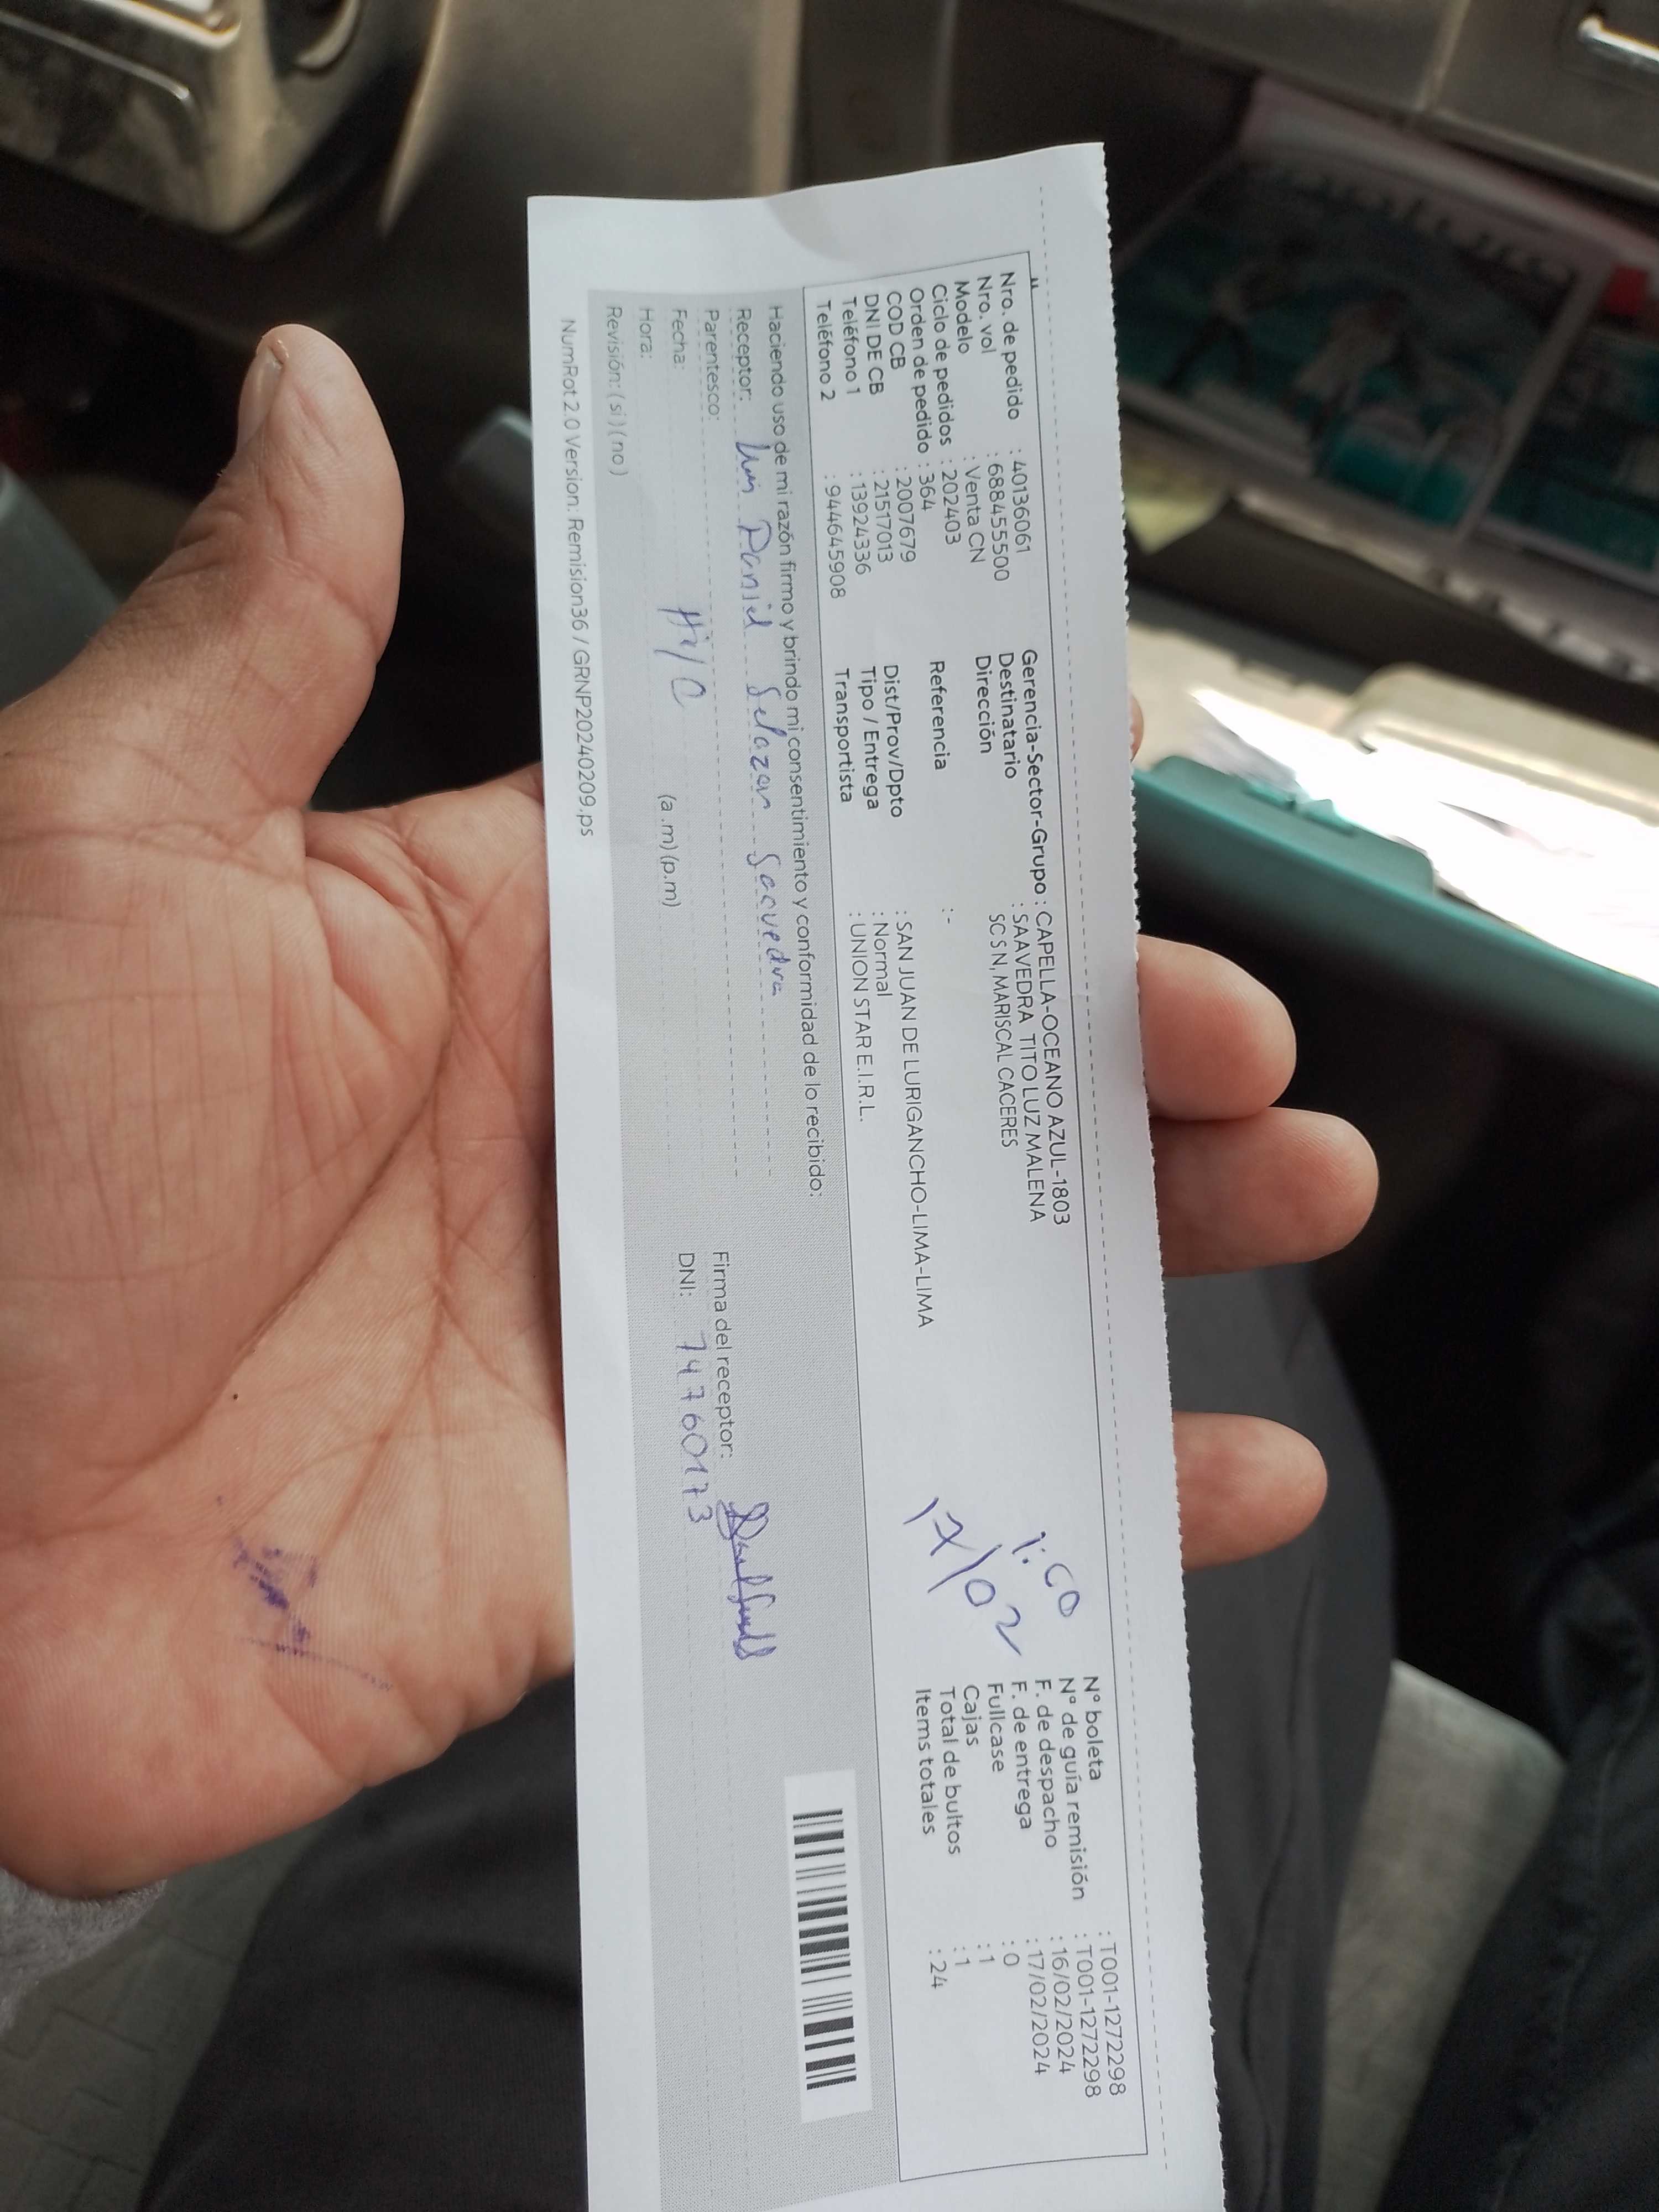 Nro. de pedido : 40136061
Nro. vol : 688455500
Modelo : Venta CN
Ciclo de pedidos : 202403
Orden de pedido : 364
COD CB : 2007679
DNI DE CB : 21517013
Teléfono 1 : 13924336
Teléfono 2 : 944645908
Gerencia-Sector-Grupo : CAPELLA-OCEANO AZUL-1803
Destinatario : SAAVEDRA TITO LUZ MALENA
Dirección SC S N, MARISCAL CACERES
Referencia : -
Dist/Prov/Dpto : SAN JUAN DE LURIGANCHO-LIMA-LIMA
Tipo / Entrega : Normal
Transportista : UNION STAR E.I.R.L.
1:00
17/02
N° boleta : T001-1272298
N° de guía remisión : T001-1272298
F. de despacho : 16/02/2024
F. de entrega : 17/02/2024
Fullcase : 0
Cajas : 1
Total de bultos : 1
Items totales : 24
Haciendo uso de mi razón firmo y brindo mi consentimiento y conformidad de lo recibido:
Receptor: Luis Daniel Salazar Saavedra
Parentesco:
Fecha:
Hora: (a.m)(p.m)
Revisión: (si)(no)
Firma del receptor:
DNI: 74760173
NumRot 2.0 Version: Remision36 / GRNP20240209.ps